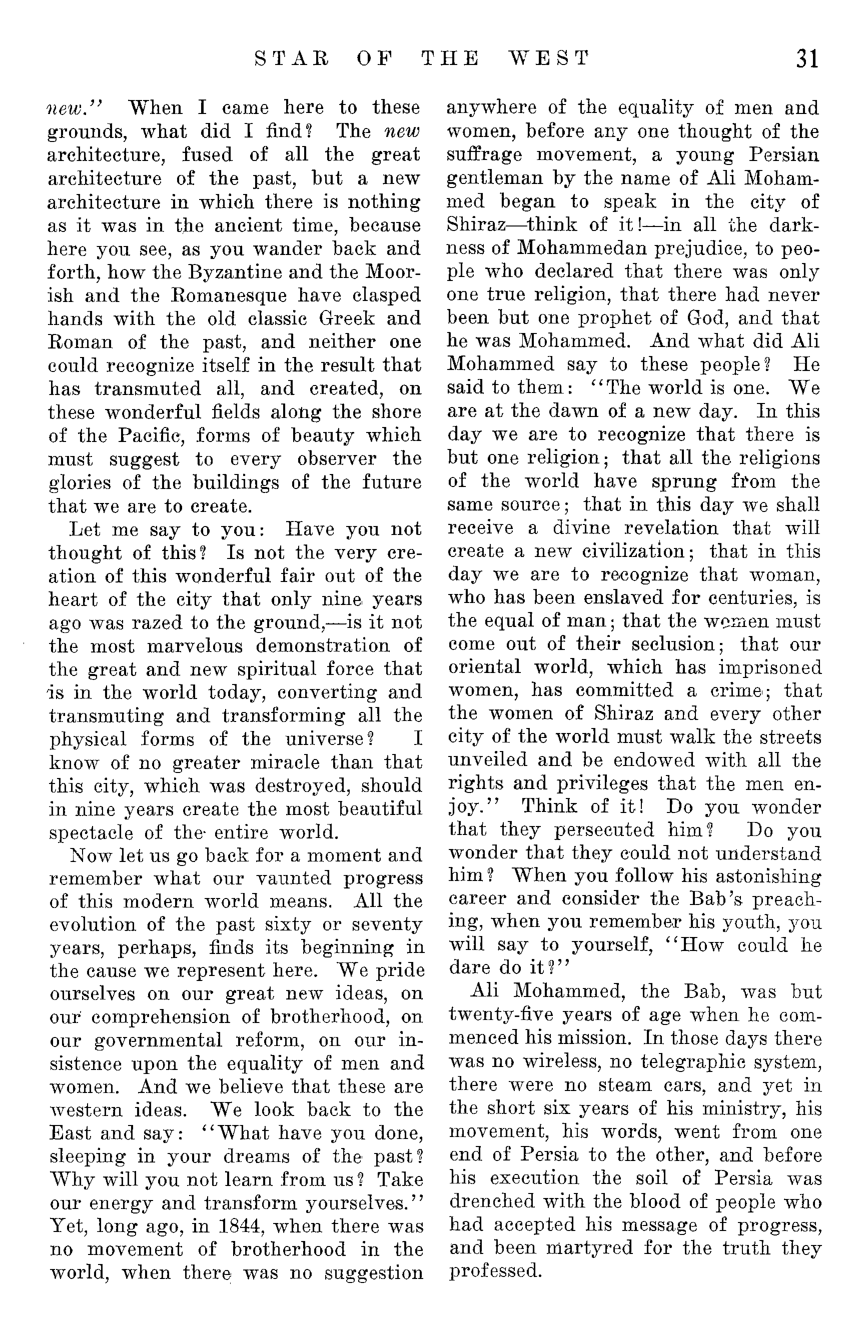 STAR OF THE WEST 31
new.'' When I came here to these
grounds, what did I find? The new
architecture, fused of all the great
architecture of the past, but a new
architecture in which there is nothing
as it was in the ancient time, because
here you see, as you wander back and
forth, how the Byzantine and the Moor-
ish and the Romanesque have clasped
hands with the old classic Greek and
Roman of the past, and neither one
could recognize itself in the result that
has transmuted all, and created, on
these wonderful fields along the shore
of the Pacific, forms of beauty which
must suggest to every observer the
glories of the buildings of the future
that we are to create.
Let me say to you: Have you not
thought of this? Is not the very cre-
ation of this wonderful fair out of the
heart of the city that only nine years
ago was razed to the ground,—is it not
the most marvelous demonstration of
the great and new spiritual force that
is in the world today, converting and
transmuting and transforming all the
physical forms of the universe? I
know of no greater miracle than that
this city, which was destroyed, should
in nine years create the most beautiful
spectacle of the entire world.
Now let us go back for a moment and
remember what our vaunted progress
of this modern world means. All the
evolution of the past sixty or seventy
years, perhaps, finds its beginning in
the cause we represent here. We pride
ourselves on our great new ideas, on
our comprehension of brotherhood, on
our governmental reform, on our in-
sistence upon the equality of men and
women. And we believe that these are
western ideas. We look back to the
East and say: ''What have you done,
sleeping in your dreams of the past?
Why will you not learn from us? Take
our energy and transform yourselves.''
Yet, long ago, in 1844, when there was
no movement of brotherhood in the
world, when there was no suggestion
anywhere of the equality of men and
women, before any one thought of the
suffrage movement, a young Persian
gentleman by the name of Ali Moham-
med began to speak in the city of
Shiraz—think of it!—in all the dark-
ness of Mohammedan prejudice, to peo-
ple who declared that there was only
one true religion, that there had never
been but one prophet of God, and that
he was Mohammed. And what did Ali
Mohammed say to these people? He
said to them: ''The world is one. We
are at the dawn of a new day. In this
day we are to recognize that there is
but one religion; that all the religions
of the world have sprung from the
same source; that in this day we shall
receive a divine revelation that will
create a new civilization; that in this
day we are to recognize that woman,
who has been enslaved for centuries, is
the equal of man; that the women must
come out of their seclusion; that our
oriental world, which has imprisoned
women, has committed a crime; that
the women of Shiraz and every other
city of the world must walk the streets
unveiled and be endowed with all the
rights and privileges that the men en-
joy.'' Think of it! Do you wonder
that they persecuted him? Do you
wonder that they could not understand
him? When you follow his astonishing
career and consider the Bab's preach-
ing, when you remember his youth, you
will say to yourself, ''How could he
dare do it?''
Ali Mohammed, the Bab, was but
twenty-five years of age when he com-
menced his mission. In those days there
was no wireless, no telegraphic system,
there were no steam cars, and yet in
the short six years of his ministry, his
movement, his words, went from one
end of Persia to the other, and before
his execution the soil of Persia was
drenched with the blood of people who
had accepted his message of progress,
and been martyred for the truth they
professed.